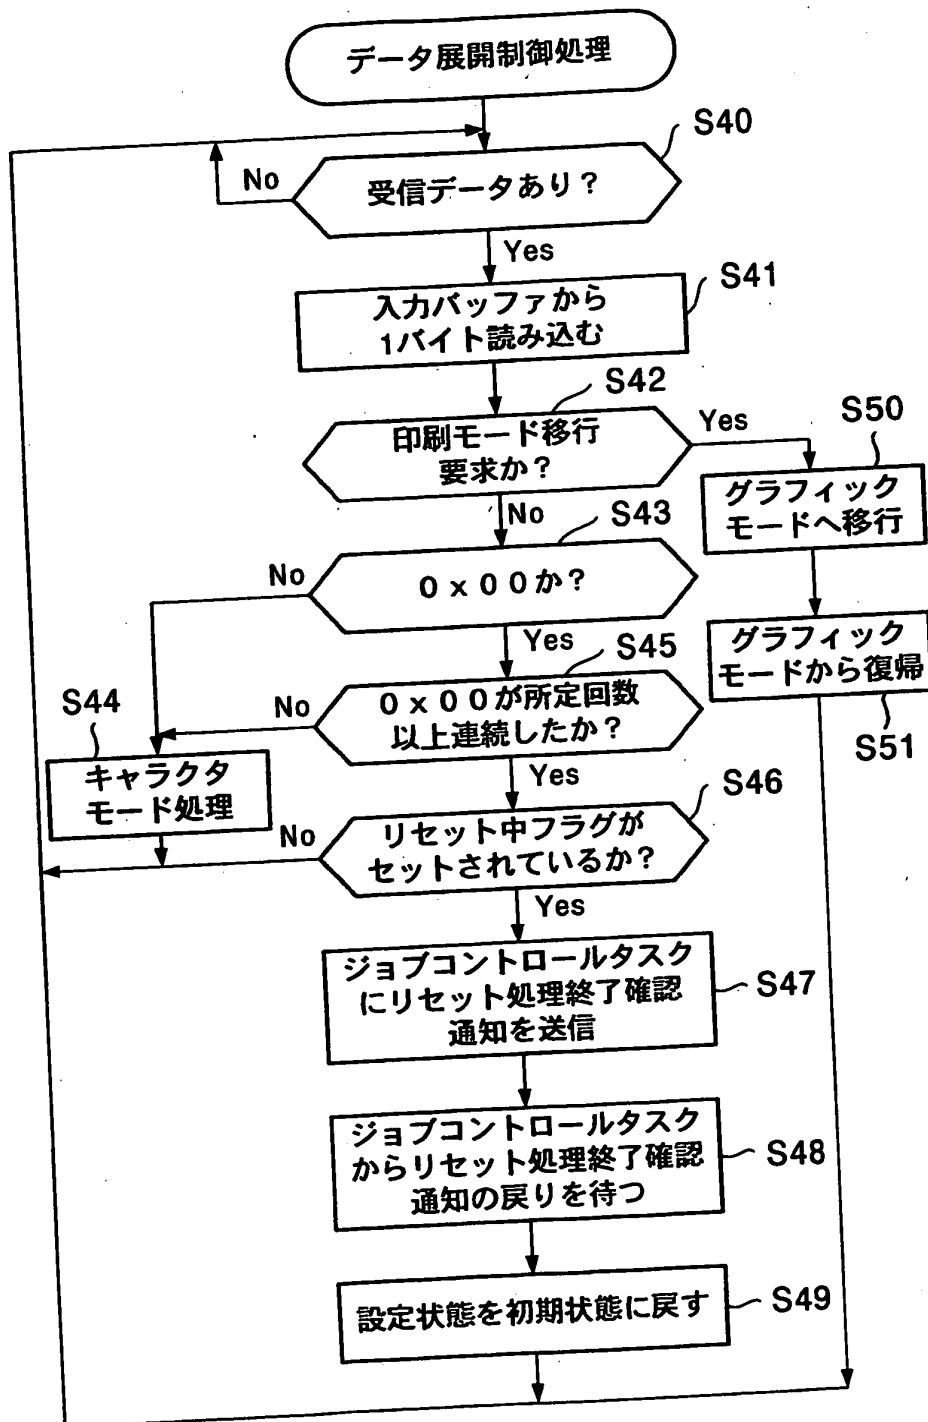 データ展開制御処理
S40
受信データあり?
No
Yes
S41
入力バッファから
1バイト読み込む
S42
印刷モード移行
要求か?
Yes
No
S50
グラフィック
モードへ移行
S43
0x00か?
No
Yes
グラフィック
モードから復帰
S51
S45
0x00が所定回数
以上連続したか?
No
Yes
S44
キャラクタ
モード処理
S46
リセット中フラグが
セットされているか?
No
Yes
ジョブコントロールタスク
にリセット処理終了確認
通知を送信
S47
ジョブコントロールタスク
からリセット処理終了確認
通知の戻りを待つ
S48
設定状態を初期状態に戻す
S49